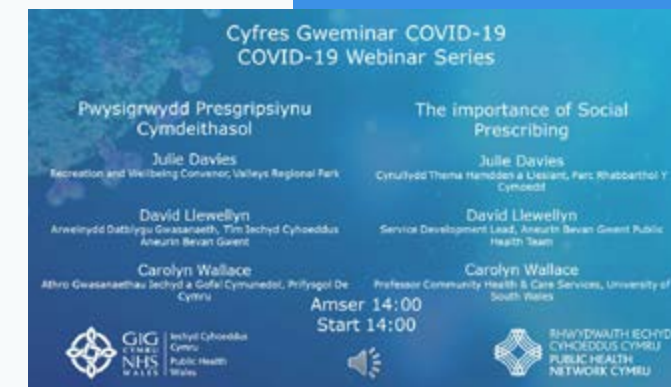 Cyfres Gweminar COVID-19
COVID-19 Webinar Series
Pwysigrwydd Presgripsiynu
Cymdeithasol
Julie Davies
Recreation and Wellbeing Convenor, Valleys Regional Park
David Llewellyn
Arweinydd Datblygu Gwasanaeth, Tîm Iechyd Cyhoeddus
Aneurin Bevan Gwent
Carolyn Wallace
Athro Gwasanaethau Iechyd a Gofal Cymunedol, Prifysgol De
Cymru
The importance of Social
Prescribing
Julie Davies
Cynullydd Thema Hamdden a Llesiant, Parc Rhabbarthol Y
Cymoedd
David Llewellyn
Service Development Lead, Aneurin Bevan Gwent Public
Health Team
Carolyn Wallace
Professor Community Health & Care Services, University of
South Wales
Amser 14:00
Start 14:00
GIG
CYMRU
NHS
WALES
Iechyd Cyhoeddus
Cymru
Public Health
Wales
RHWYDWAITH IECHYD
CYHOEDDUS CYMRU
PUBLIC HEALTH
NETWORK CYMRU